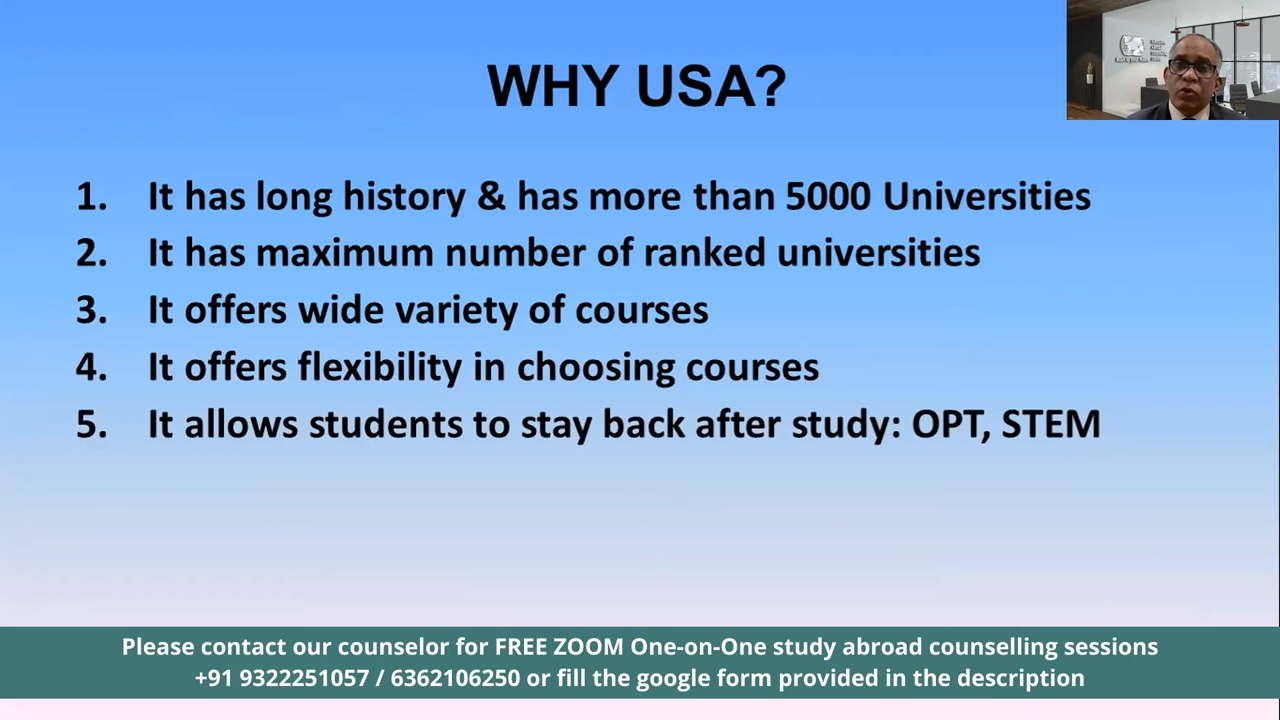 WHY USA?
1. It has long history & has more than 5000 Universities
2. It has maximum number of ranked universities
3. It offers wide variety of courses
4. It offers flexibility in choosing courses
5. It allows students to stay back after study: OPT, STEM
Please contact our counselor for FREE ZOOM One-on-One study abroad counselling sessions
+91 9322251057 / 6362106250 or fill the google form provided in the description